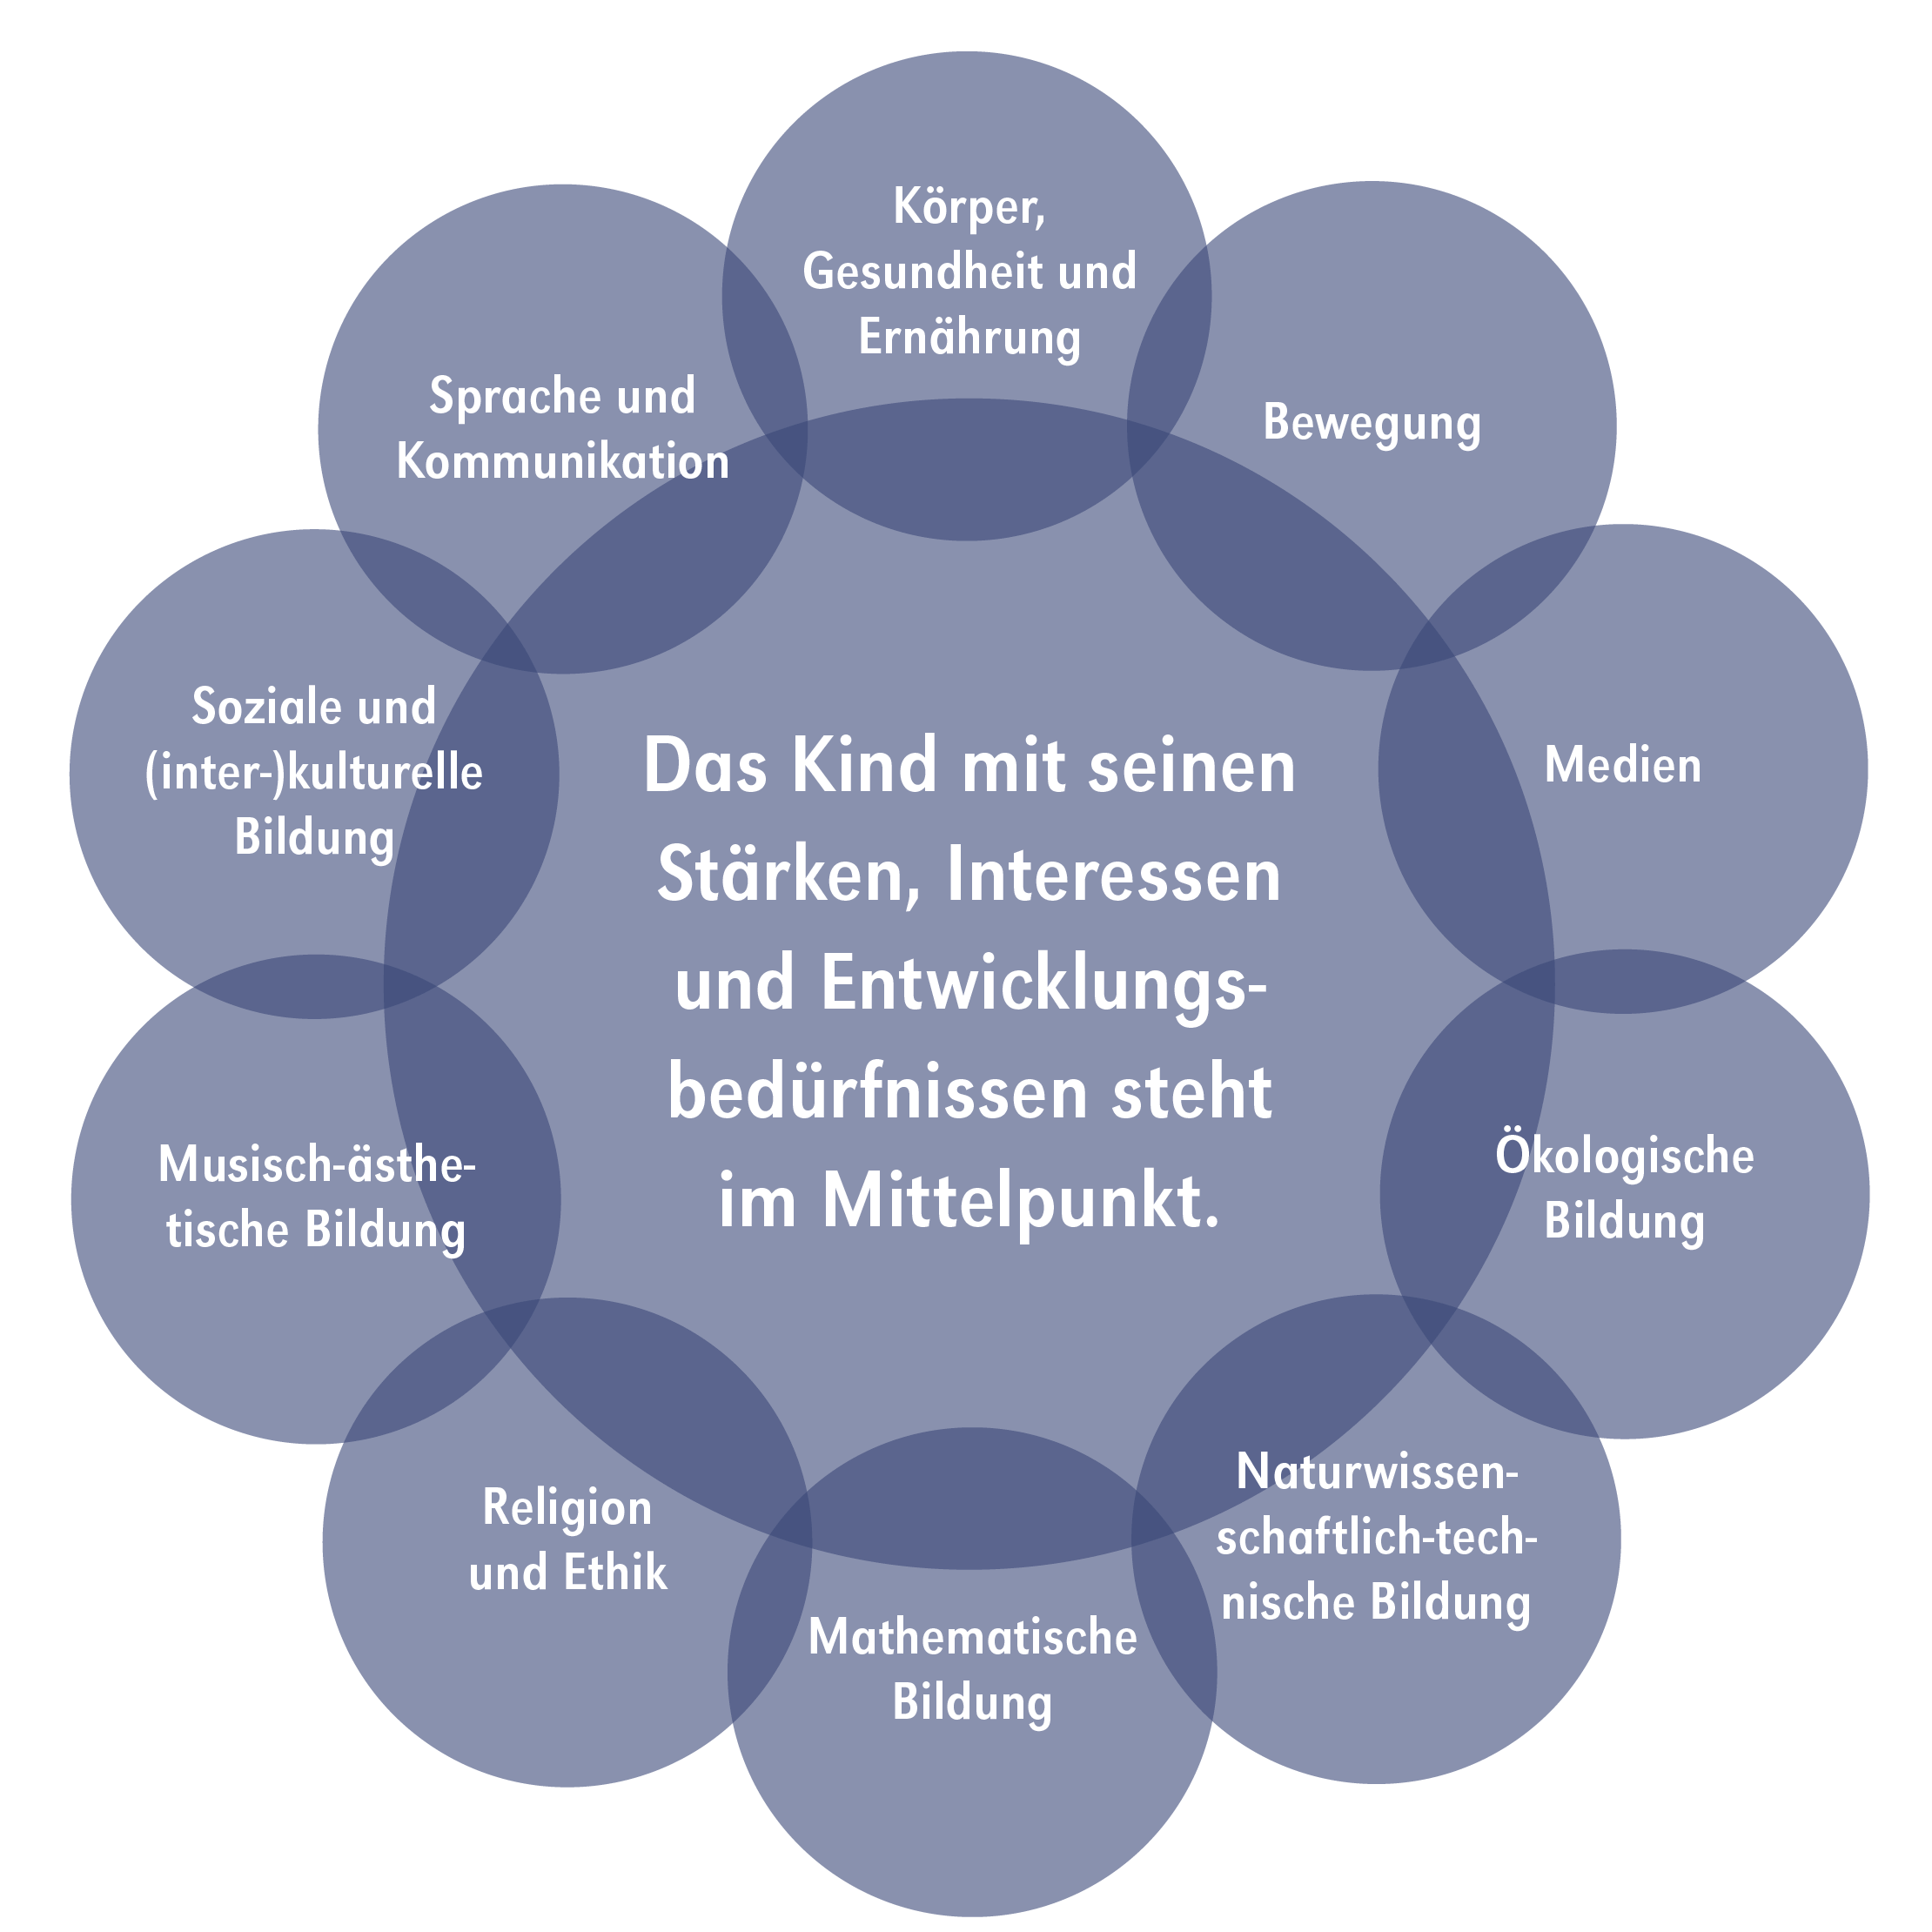 Körper,
Gesundheit und
Ernährung
Bewegung
Medien
Ökologische
Bildung
Naturwissen-
schaftlich-tech-
nische Bildung
Mathematische
Bildung
Religion
und Ethik
Musisch-ästhe-
tische Bildung
Soziale und
(inter-)kulturelle
Bildung
Sprache und
Kommunikation
Das Kind mit seinen
Stärken, Interessen
und Entwicklungs-
bedürfnissen steht
im Mittelpunkt.